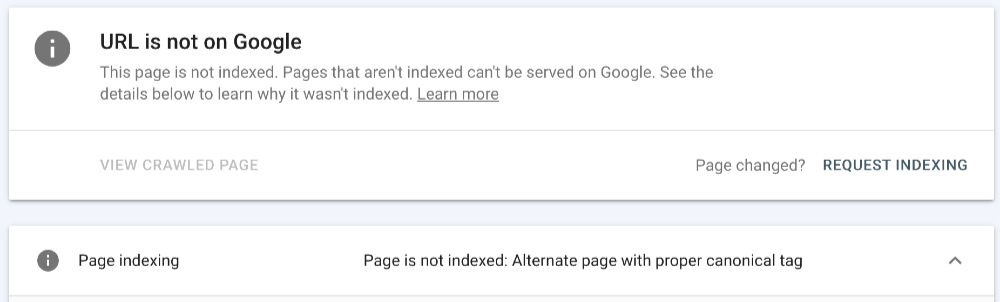 URL is not on Google
This page is not indexed. Pages that aren't indexed can't be served on Google. See the
details below to learn why it wasn't indexed. Learn more
VIEW CRAWLED PAGE
Page changed? REQUEST INDEXING
Page indexing
Page is not indexed: Alternate page with proper canonical tag